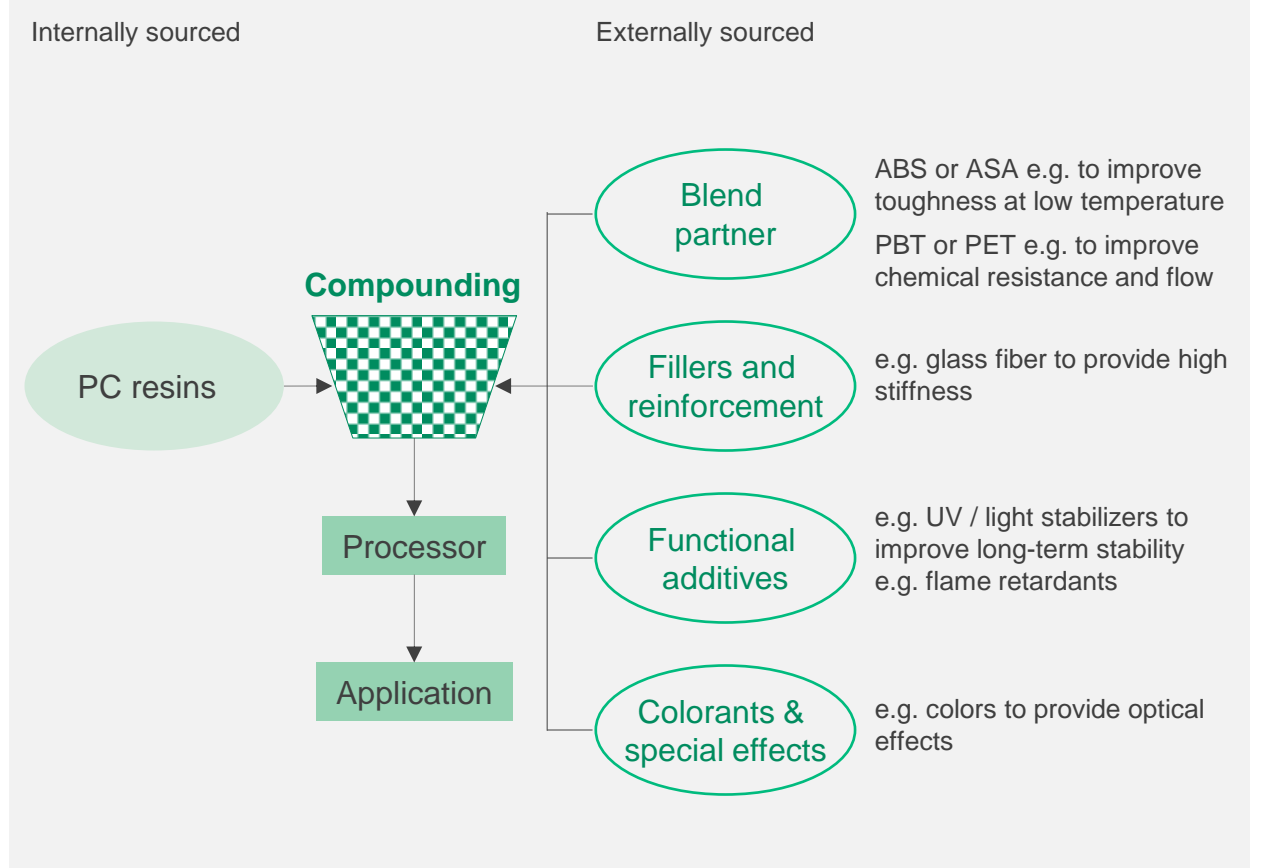 Internally sourced
Externally sourced
Compounding
PC resins
Processor
Application
Blend
partner
ABS or ASA e.g. to improve
toughness at low temperature
PBT or PET e.g. to improve
chemical resistance and flow
Fillers and
reinforcement
e.g. glass fiber to provide high
stiffness
Functional
additives
e.g. UV / light stabilizers to
improve long-term stability
e.g. flame retardants
Colorants &
special effects
e.g. colors to provide optical
effects